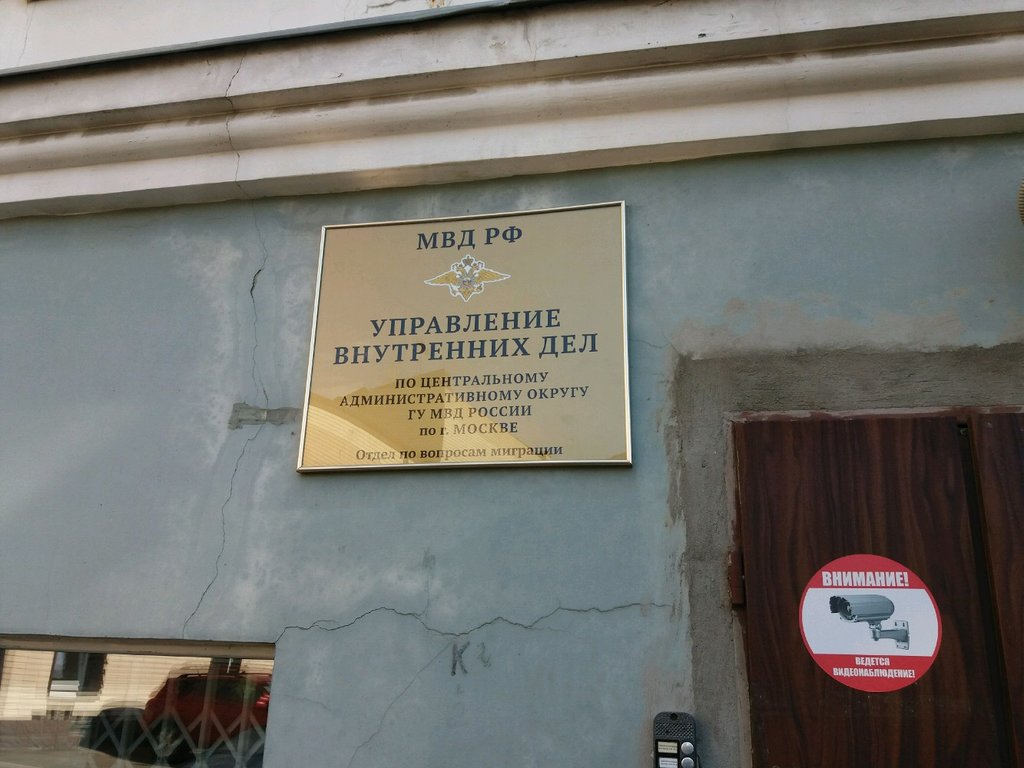 МВД РФ
УПРАВЛЕНИЕ
ВНУТРЕННИХ ДЕЛ
ПО ЦЕНТРАЛЬНОМУ
АДМИНИСТРАТИВНОМУ ОКРУГУ
ГУ МВД РОССИИ
ПО г. МОСКВЕ
Отдел по вопросам миграции
ВНИМАНИЕ!
ВЕДЕТСЯ
ВИДЕОНАБЛЮДЕНИЕ!